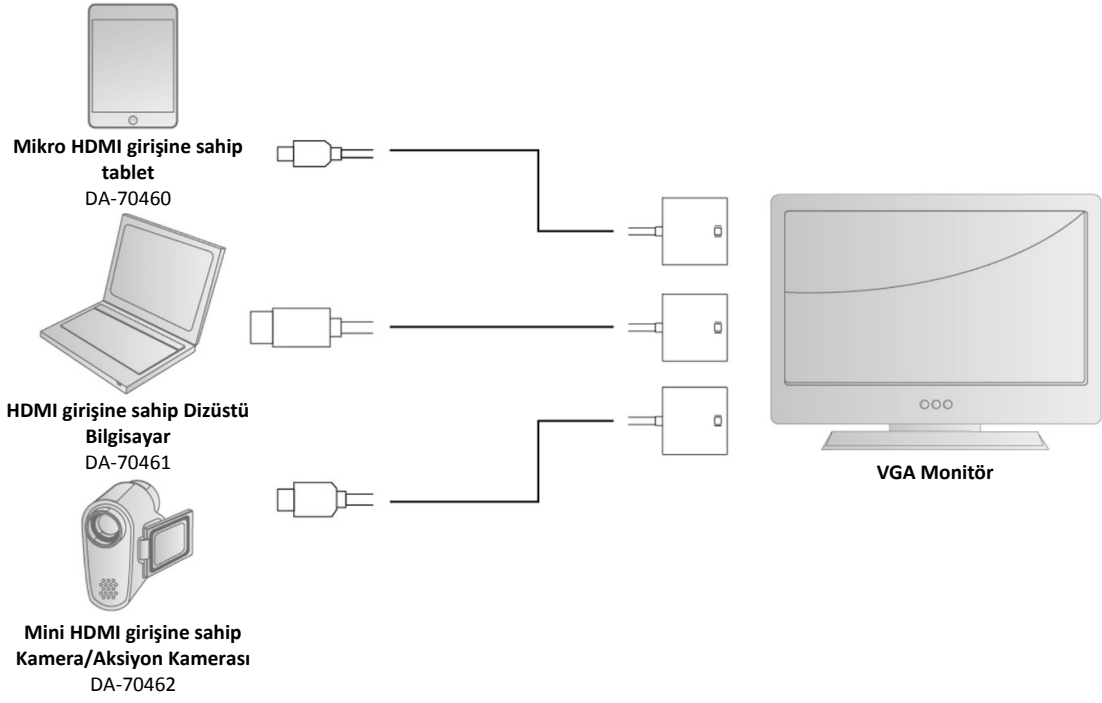 Mikro HDMI girişine sahip
tablet
DA-70460
HDMI girişine sahip Dizüstü
Bilgisayar
DA-70461
VGA Monitör
Mini HDMI girişine sahip
Kamera/Aksiyon Kamerası
DA-70462